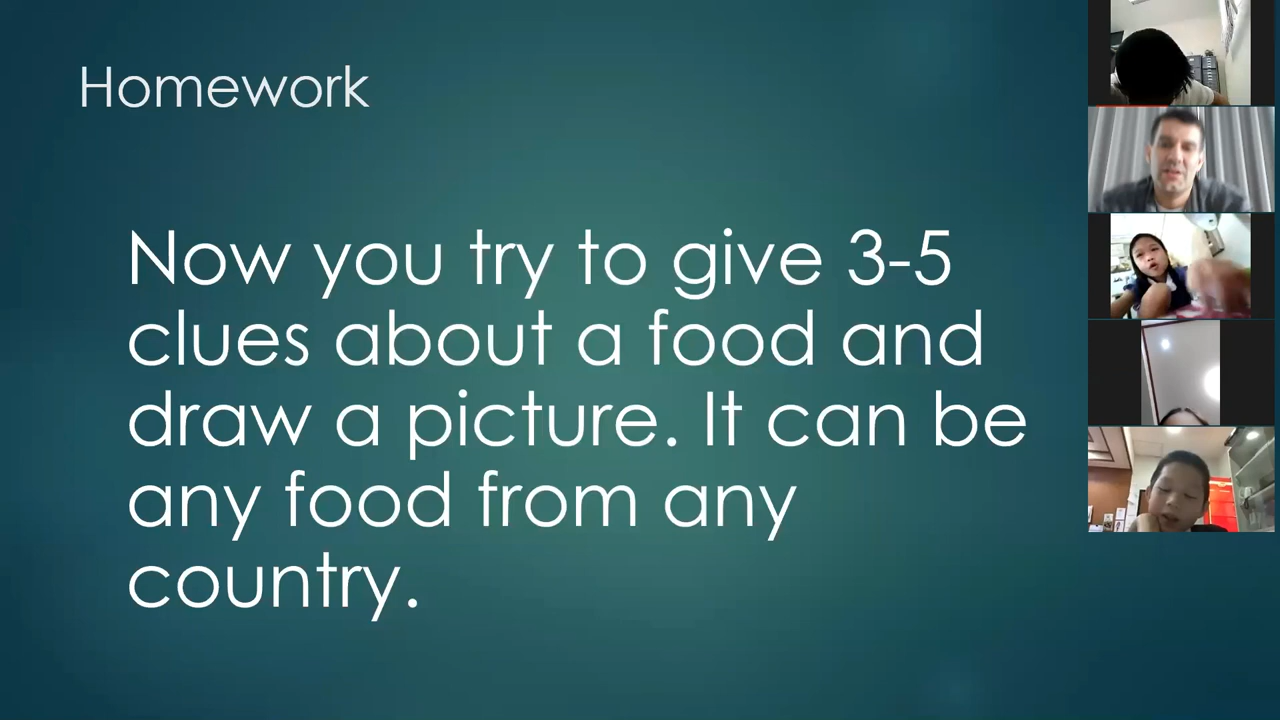 Homework
Now you try to give 3-5
clues about a food and
draw a picture. It can be
any food from any
country.